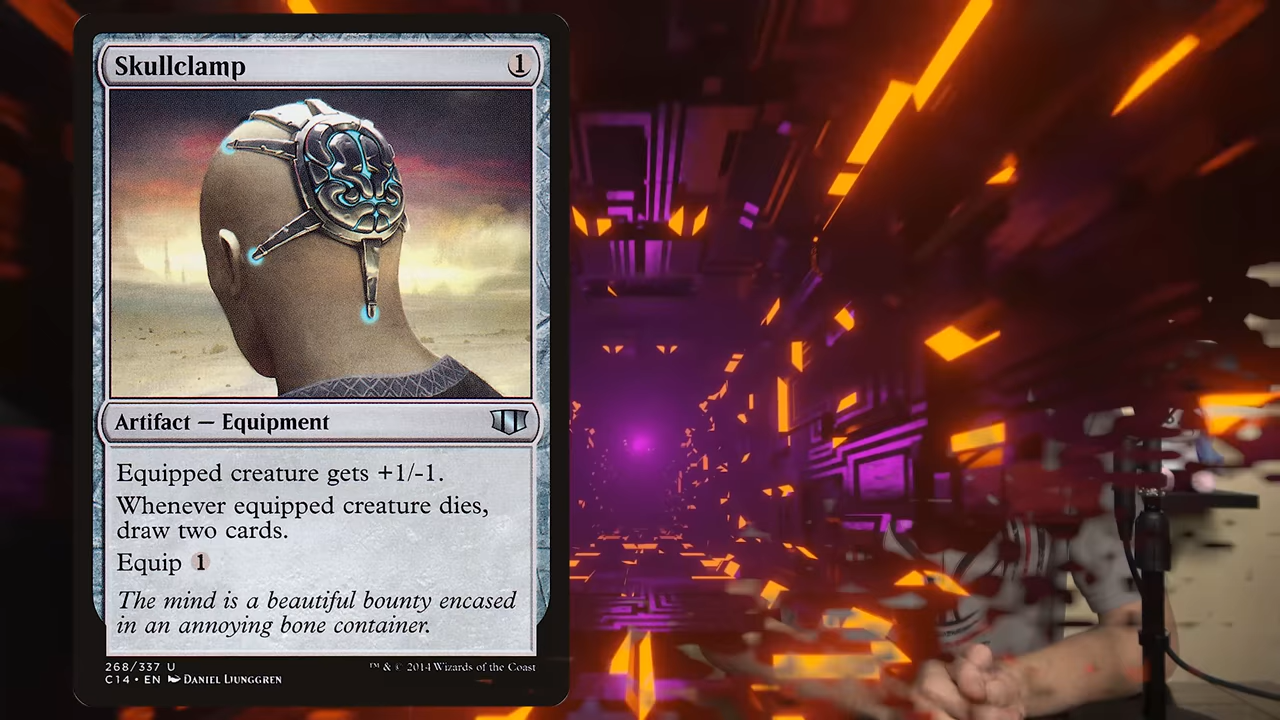 Skullclamp 1
Artifact — Equipment
Equipped creature gets +1/-1.
Whenever equipped creature dies,
draw two cards.
Equip 1
The mind is a beautiful bounty encased
in an annoying bone container.
268/337 U ™ & © 2014 Wizards of the Coast
C14 • EN Daniel Ljunggren